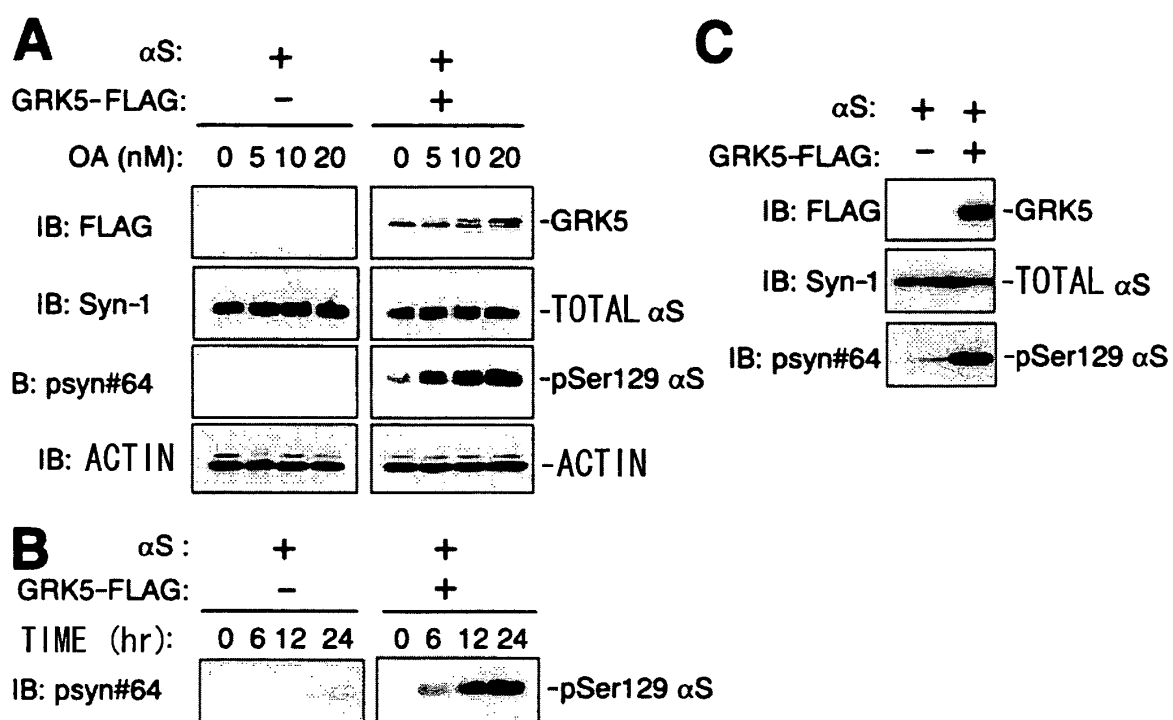 A
αS: + +
GRK5-FLAG: - +
OA (nM): 0 5 10 20 0 5 10 20
IB: FLAG -GRK5
IB: Syn-1 -TOTAL αS
B: psyn#64 -pSer129 αS
IB: ACTIN -ACTIN
B
αS : + +
GRK5-FLAG: - +
TIME (hr): 0 6 12 24 0 6 12 24
IB: psyn#64 -pSer129 αS
C
αS: + +
GRK5-FLAG: - +
IB: FLAG -GRK5
IB: Syn-1 -TOTAL αS
IB: psyn#64 -pSer129 αS